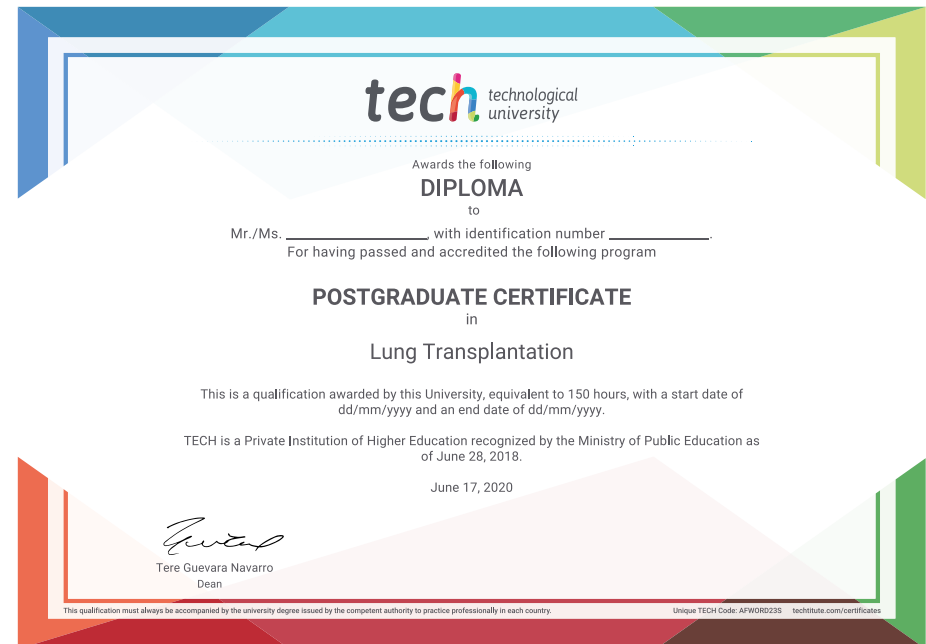 tech technological
university
Awards the following
DIPLOMA
to
Mr./Ms. ____________________, with identification number ______________.
For having passed and accredited the following program
POSTGRADUATE CERTIFICATE
in
Lung Transplantation
This is a qualification awarded by this University, equivalent to 150 hours, with a start date of
dd/mm/yyyy and an end date of dd/mm/yyyy.
TECH is a Private Institution of Higher Education recognized by the Ministry of Public Education as
of June 28, 2018.
June 17, 2020
Tere Guevara Navarro
Dean
This qualification must always be accompanied by the university degree issued by the competent authority to practice professionally in each country. Unique TECH Code: AFWORD23S techtitute.com/certificates